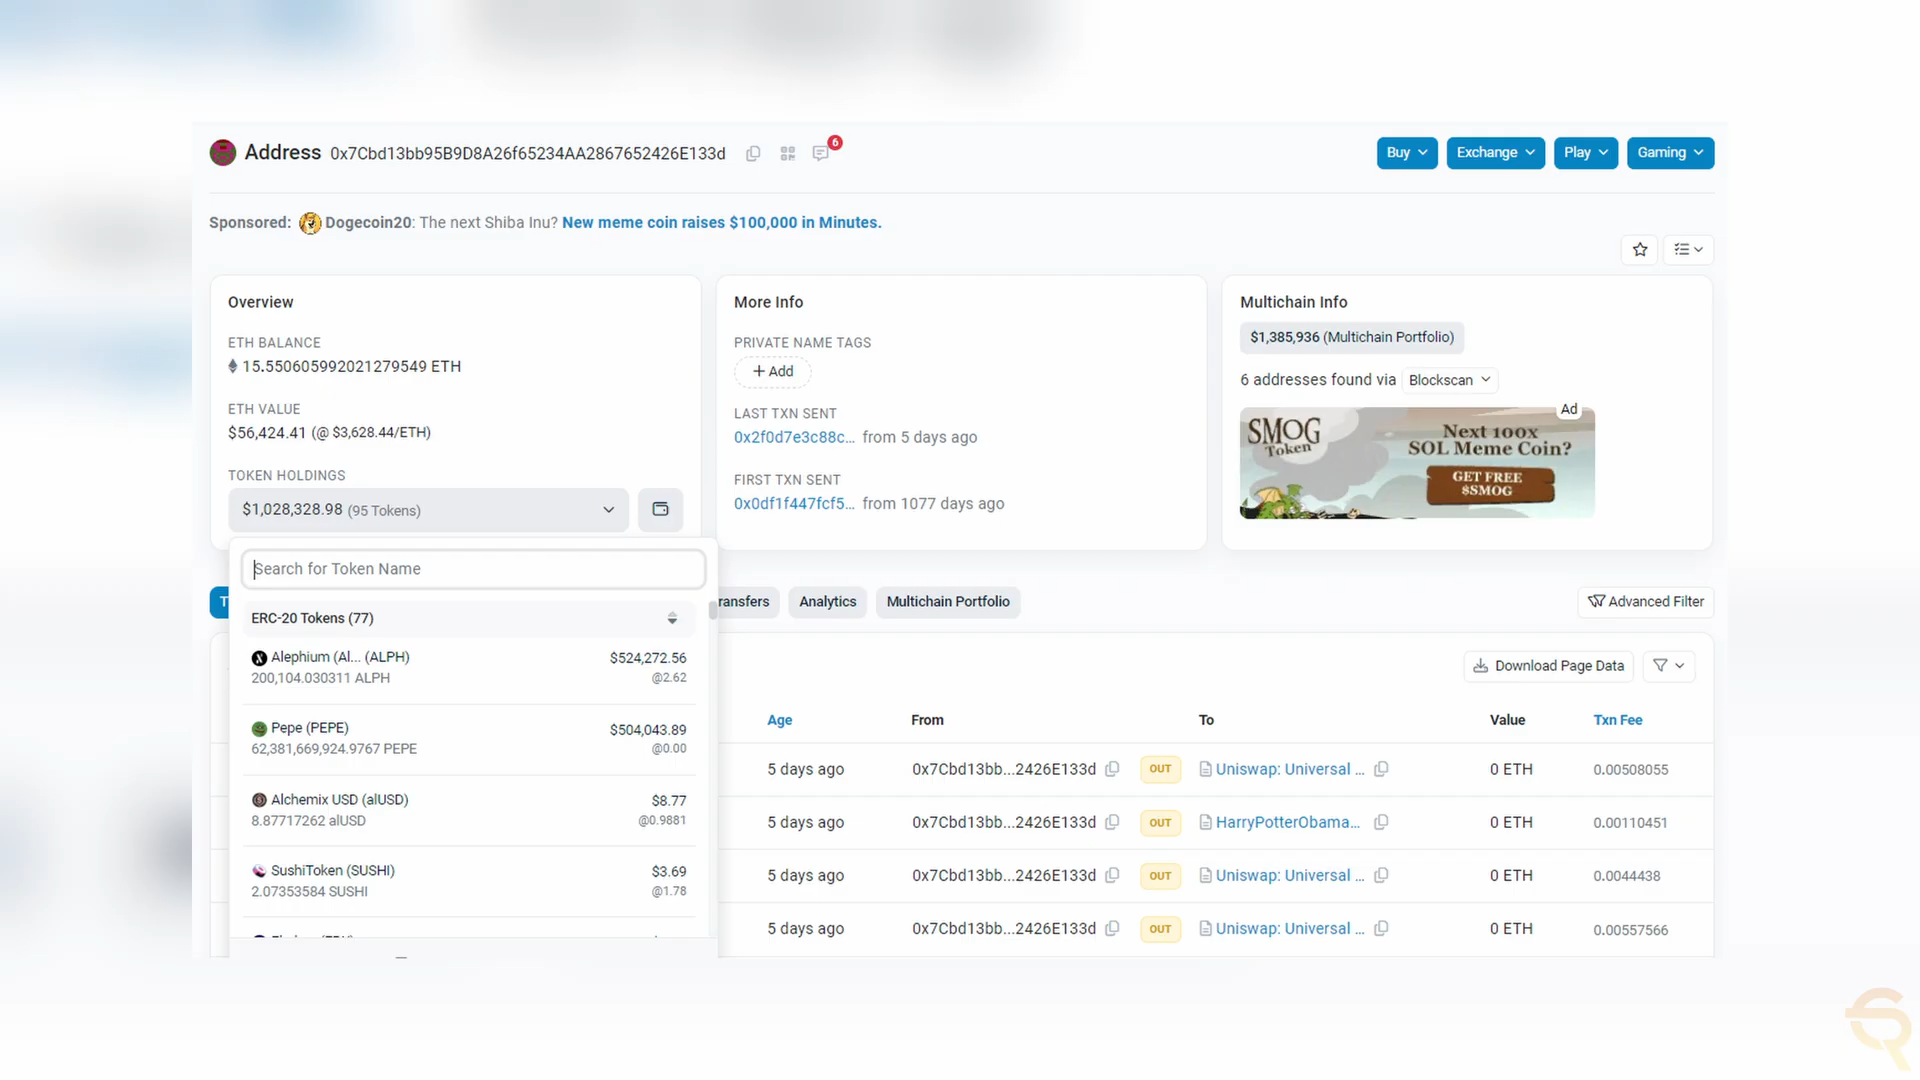 Address 0x7Cbd13bb95B9D8A26f65234AA2867652426E133d 6
Buy Exchange Play Gaming
Sponsored: Dogecoin20: The next Shiba Inu? New meme coin raises $100,000 in Minutes.
Overview
ETH BALANCE
15.550605992021279549 ETH
ETH VALUE
$56,424.41 (@ $3,628.44/ETH)
TOKEN HOLDINGS
$1,028,328.98 (95 Tokens)
More Info
PRIVATE NAME TAGS
+ Add
LAST TXN SENT
0x2f0d7e3c88c... from 5 days ago
FIRST TXN SENT
0x0df1f447fcf5... from 1077 days ago
Multichain Info
$1,385,936 (Multichain Portfolio)
6 addresses found via Blockscan
Ad
SMOG
Token
Next 100x
SOL Meme Coin?
GET FREE
$SMOG
Search for Token Name
ERC-20 Tokens (77)
Alephium (Al... (ALPH) $524,272.56
200,104.030311 ALPH @2.62
Pepe (PEPE) $504,043.89
62,381,669,924.9767 PEPE @0.00
Alchemix USD (alUSD) $8.77
8.87717262 alUSD @0.9881
SushiToken (SUSHI) $3.69
2.07353584 SUSHI @1.78
T ransfers Analytics Multichain Portfolio Advanced Filter
Download Page Data
Age From To Value Txn Fee
5 days ago 0x7Cbd13bb...2426E133d OUT Uniswap: Universal ... 0 ETH 0.00508055
5 days ago 0x7Cbd13bb...2426E133d OUT HarryPotterObama... 0 ETH 0.00110451
5 days ago 0x7Cbd13bb...2426E133d OUT Uniswap: Universal ... 0 ETH 0.0044438
5 days ago 0x7Cbd13bb...2426E133d OUT Uniswap: Universal ... 0 ETH 0.00557566